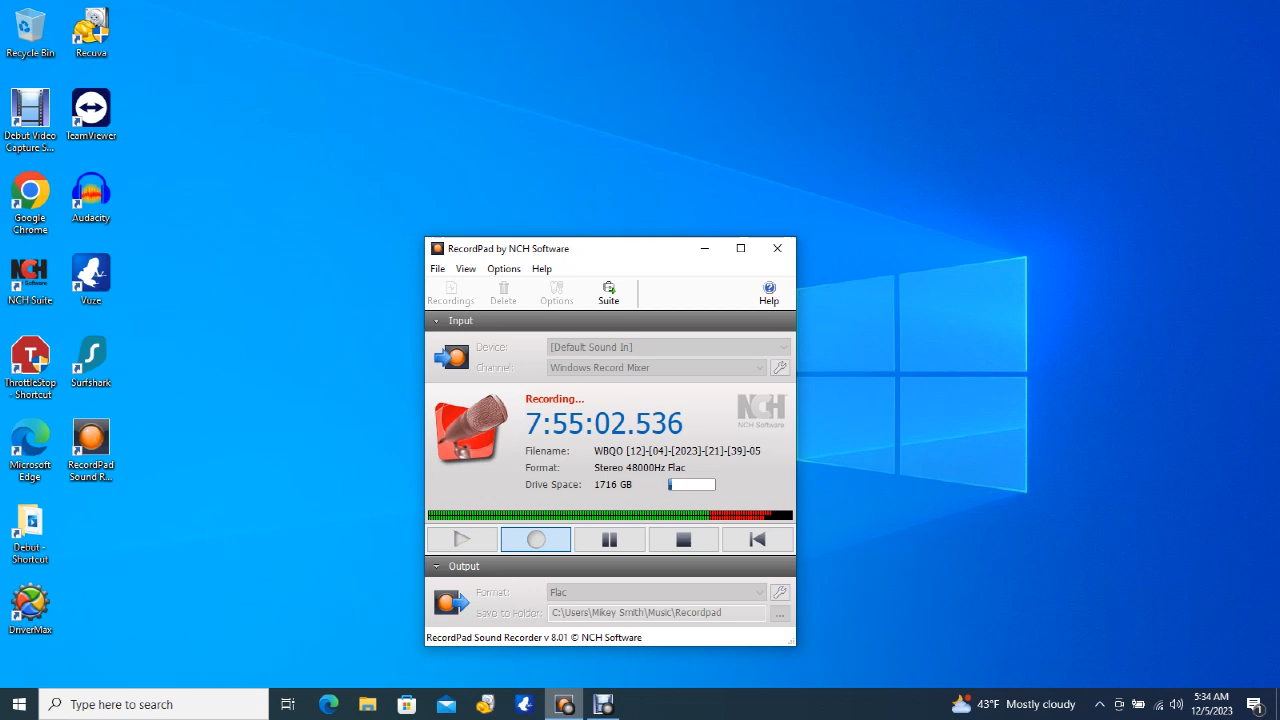 Recycle Bin
Recuva
Debut Video
Capture S...
TeamViewer
Google
Chrome
Audacity
NCH
Software
NCH Suite
Vuze
ThrottleStop
- Shortcut
Surfshark
Microsoft
Edge
RecordPad
Sound R...
Debut -
Shortcut
DriverMax
RecordPad by NCH Software
File View Options Help
Recordings Delete Options Suite Help
Input
Device: [Default Sound In]
Channel: Windows Record Mixer
Recording...
7:55:02.536
NCH
NCH Software
Filename: WBQO [12]-[04]-[2023]-[21]-[39]-05
Format: Stereo 48000Hz Flac
Drive Space: 1716 GB
Output
Format: Flac
Save to Folder: C:\Users\Mikey Smith\Music\Recordpad
...
RecordPad Sound Recorder v 8.01 © NCH Software
Type here to search
43°F Mostly cloudy
5:34 AM
12/5/2023
1